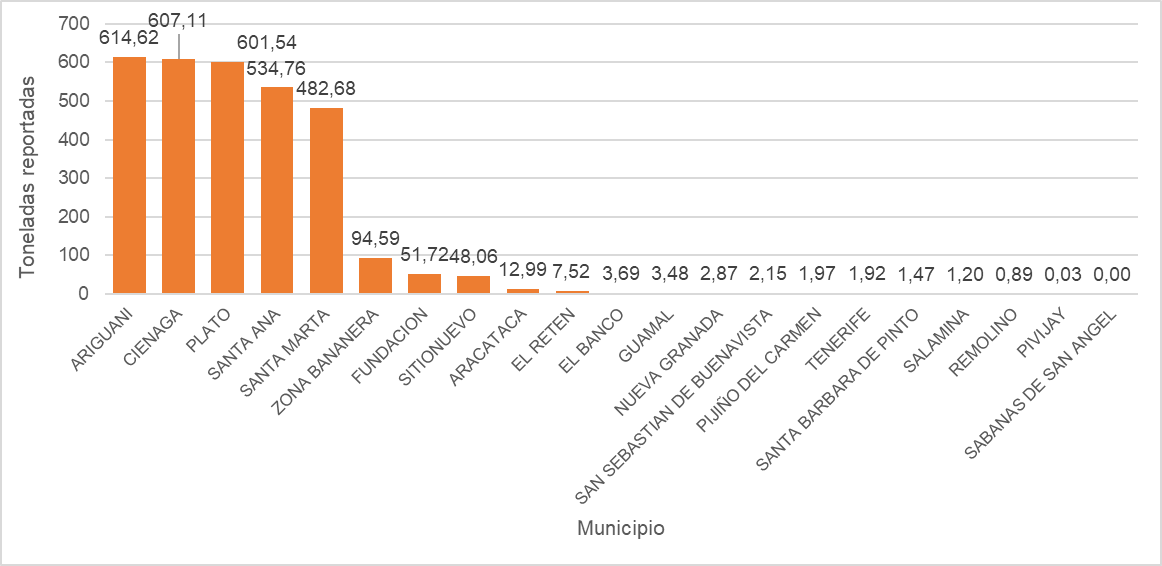 Toneladas reportadas
700
600
500
400
300
200
100
0
614,62
607,11
601,54
534,76
482,68
94,59
51,72
48,06
12,99
7,52
3,69
3,48
2,87
2,15
1,97
1,92
1,47
1,20
0,89
0,03
0,00
ARIGUANI
CIENAGA
PLATO
SANTA ANA
SANTA MARTA
ZONA BANANERA
FUNDACION
SITIONUEVO
ARACATACA
EL RETEN
EL BANCO
GUAMAL
NUEVA GRANADA
SAN SEBASTIAN DE BUENAVISTA
PIJIÑO DEL CARMEN
TENERIFE
SANTA BARBARA DE PINTO
SALAMINA
REMOLINO
PIVIJAY
SABANAS DE SAN ANGEL
Municipio